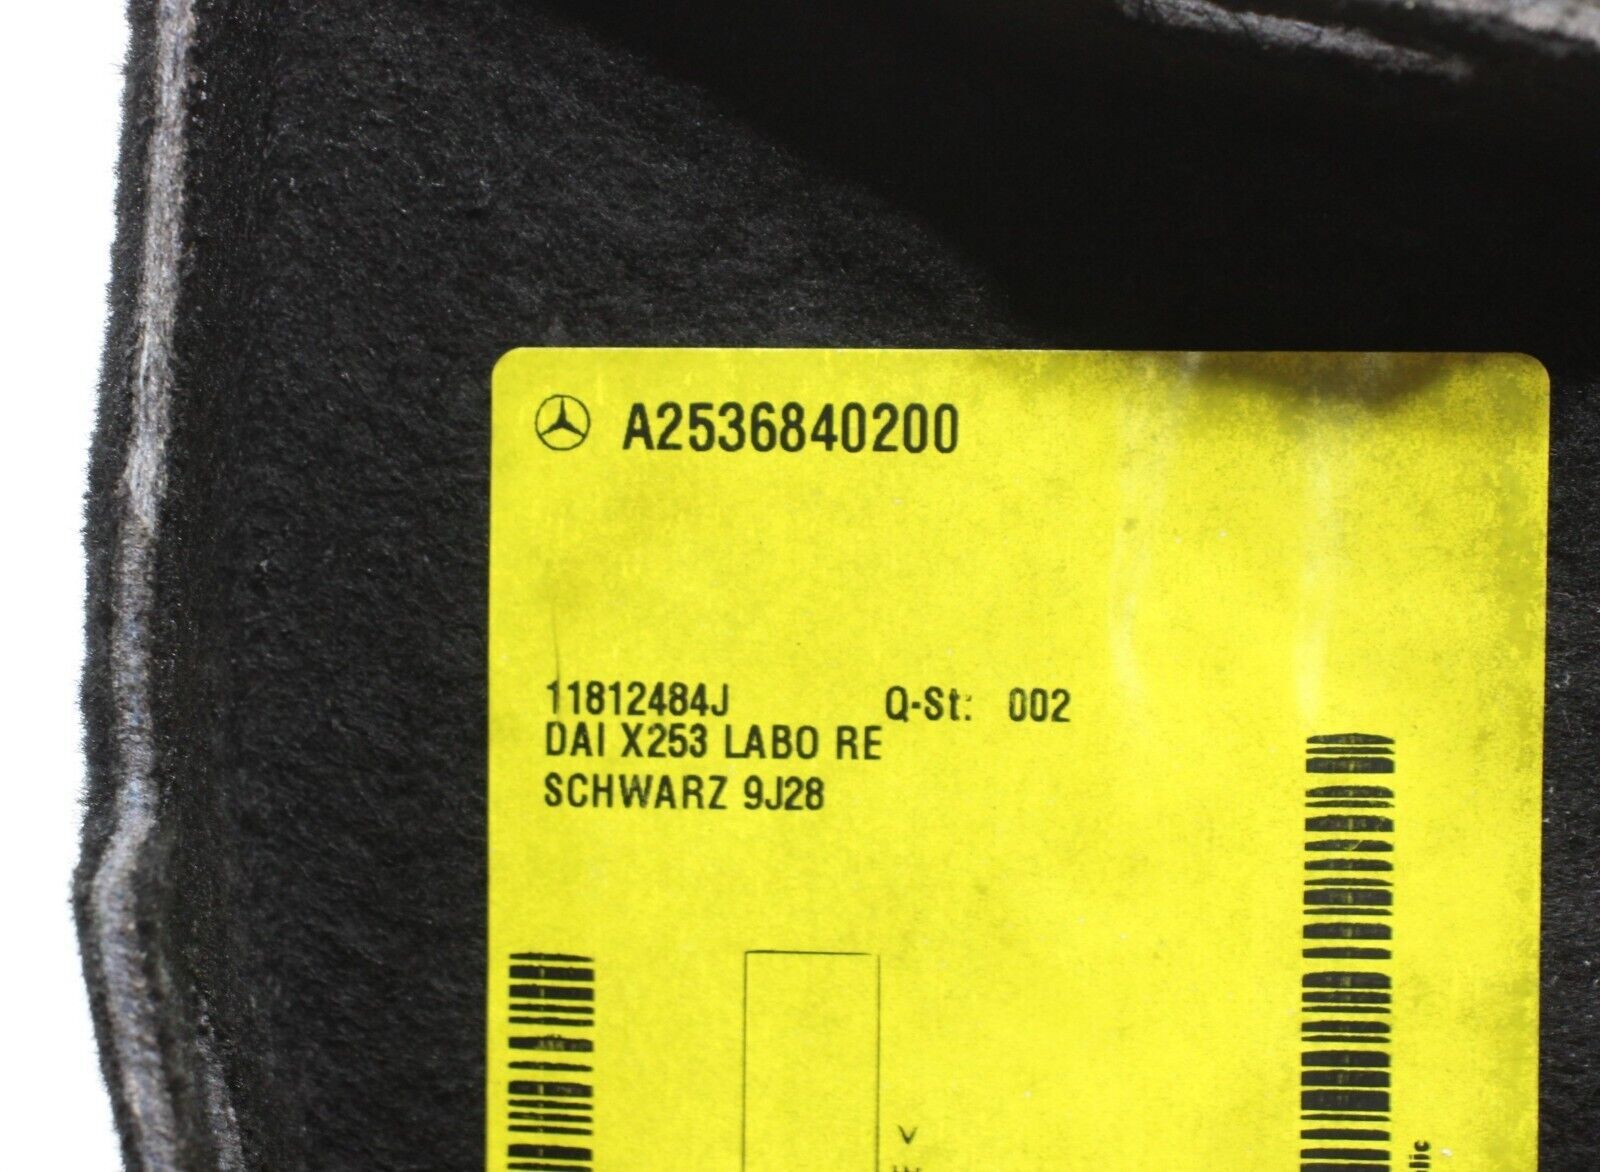 A2536840200
11812484J Q-St: 002
DAI X253 LABO RE
SCHWARZ 9J28